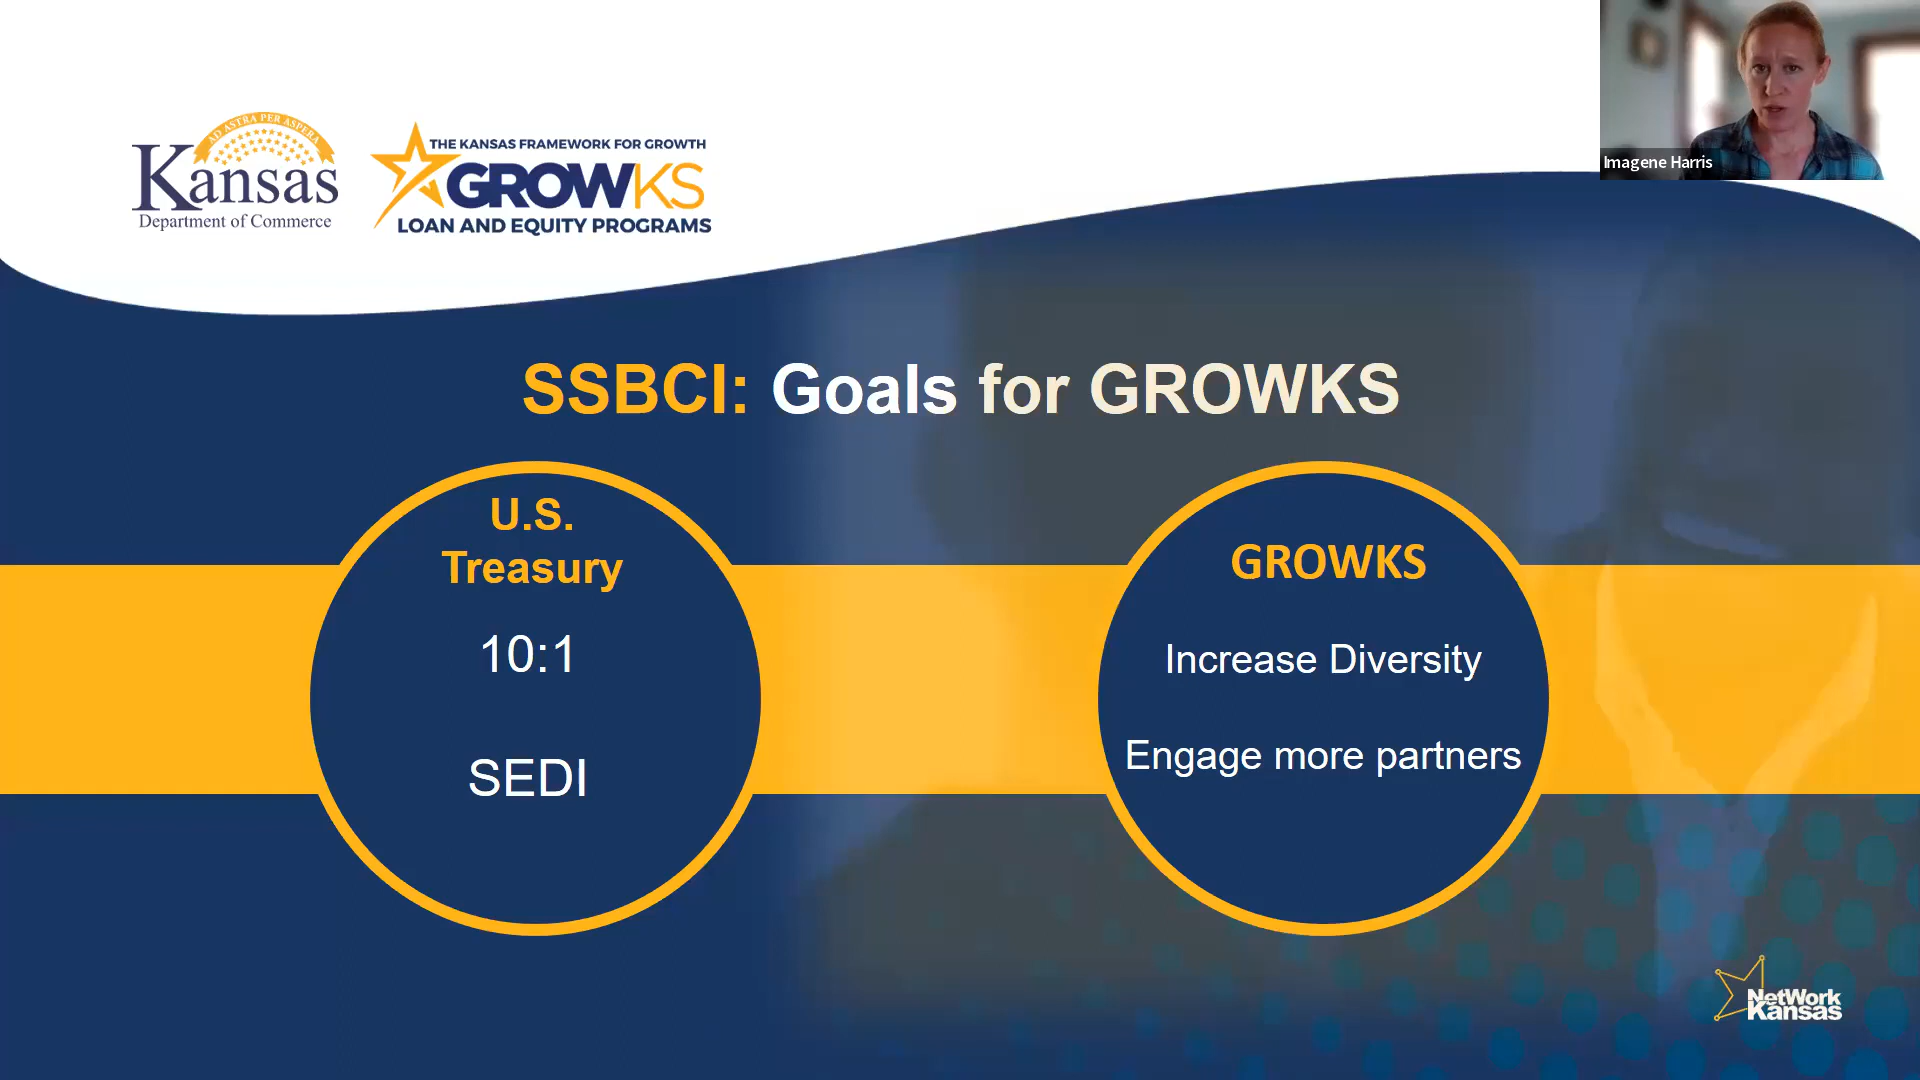 AD ASTRA PER ASPERA
Kansas
Department of Commerce
THE KANSAS FRAMEWORK FOR GROWTH
GROWKS
LOAN AND EQUITY PROGRAMS
Imagene Harris
SSBCI: Goals for GROWKS
U.S.
Treasury
10:1
SEDI
GROWKS
Increase Diversity
Engage more partners
NetWork
Kansas